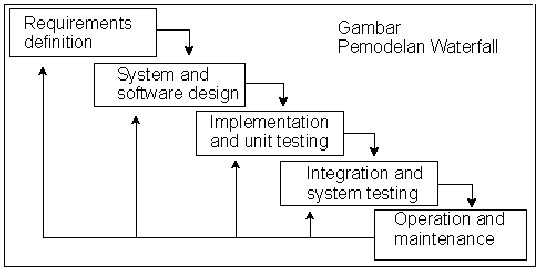 Requirements
definition
Gambar
Pemodelan Waterfall
System and
software design
Implementation
and unit testing
Integration and
system testing
Operation and
maintenance